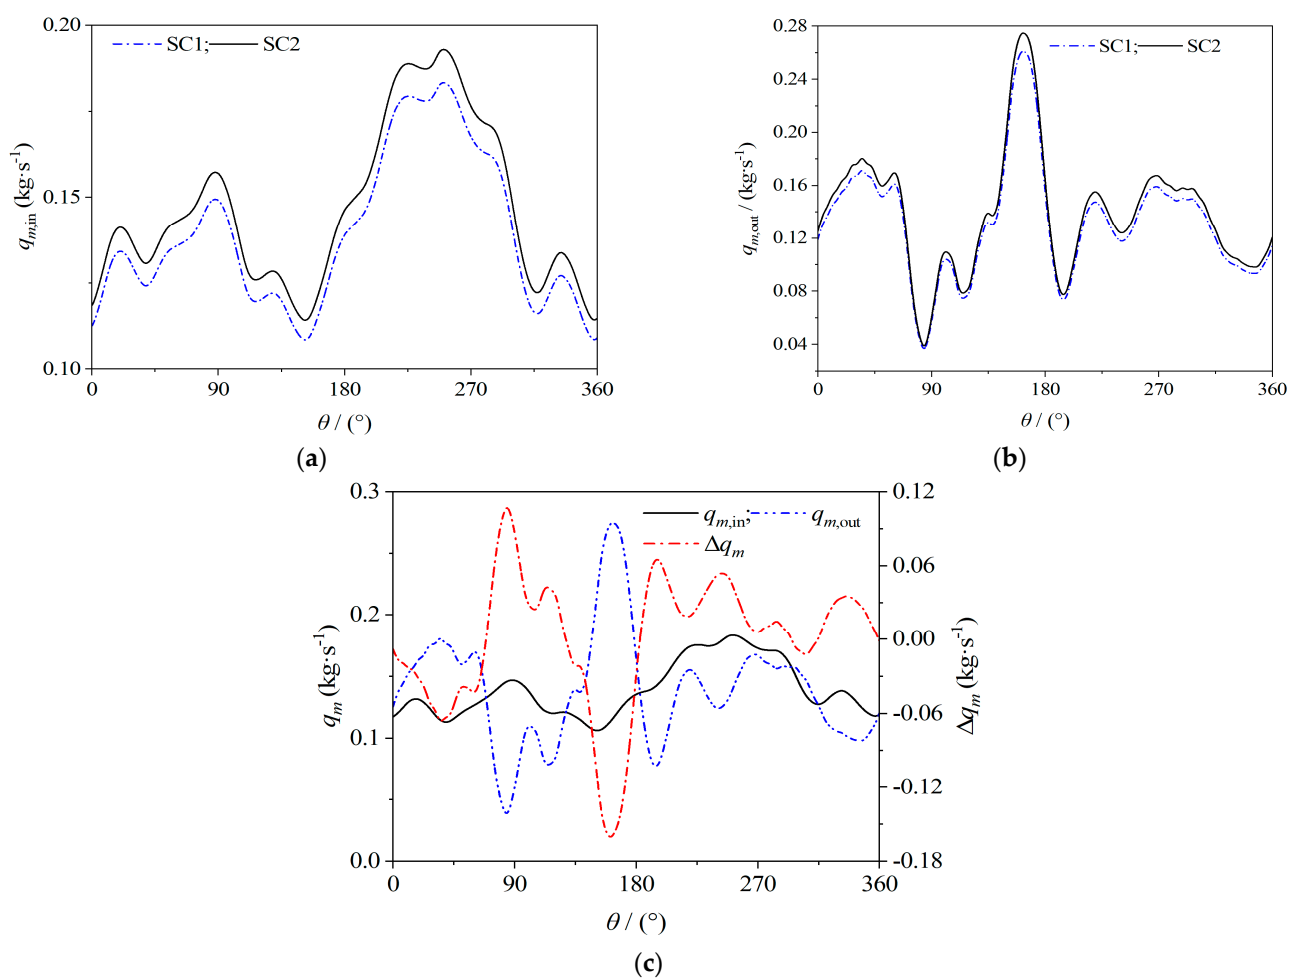 0.20
SC1; SC2
0.15
0.10
q_m,in (kg·s⁻¹)
0 90 180 270 360
θ / (°)
(a)
0.28
SC1; SC2
0.24
0.20
0.16
0.12
0.08
0.04
q_m,out / (kg·s⁻¹)
0 90 180 270 360
θ / (°)
(b)
0.3
0.2
0.1
0.0
q_m (kg·s⁻¹)
q_m,in; q_m,out
Δq_m
0.12
0.06
0.00
-0.06
-0.12
-0.18
Δq_m (kg·s⁻¹)
0 90 180 270 360
θ / (°)
(c)